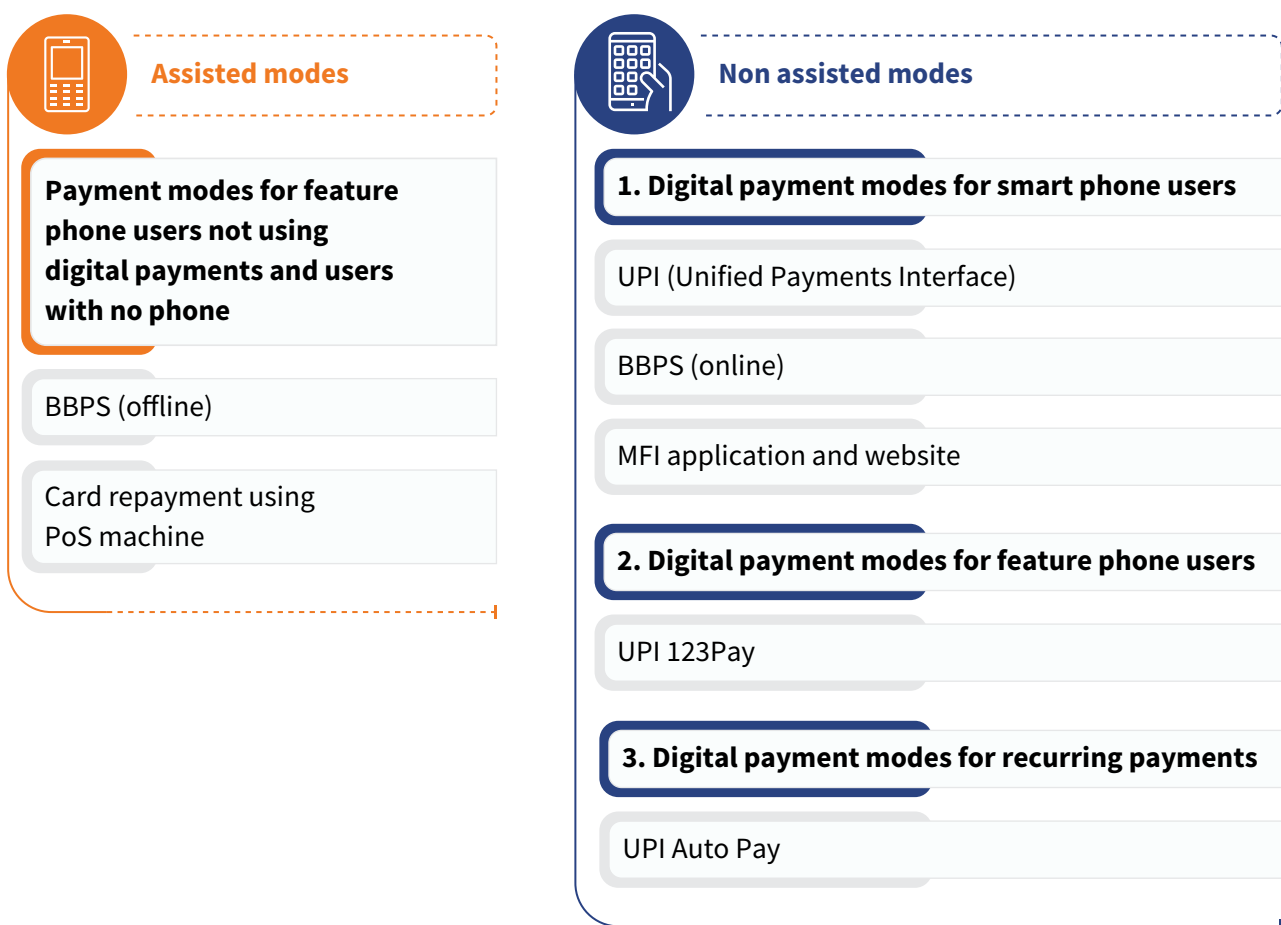 Assisted modes
Payment modes for feature
phone users not using
digital payments and users
with no phone
BBPS (offline)
Card repayment using
PoS machine
Non assisted modes
1. Digital payment modes for smart phone users
UPI (Unified Payments Interface)
BBPS (online)
MFI application and website
2. Digital payment modes for feature phone users
UPI 123Pay
3. Digital payment modes for recurring payments
UPI Auto Pay